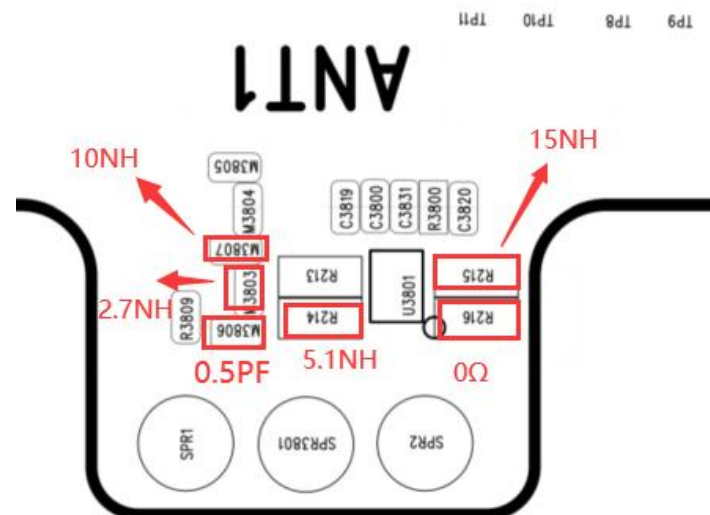 TP11 TP10 TP8 TP9
ANT1
10NH
15NH
M3805
M3804
C3819
C3800
C3831
R3800
C3820
M3807
R213
R215
M3803
2.7NH
U3801
R3809
M3806
R214
R216
0.5PF
5.1NH
0Ω
SPR1
SPR3801
SPR2